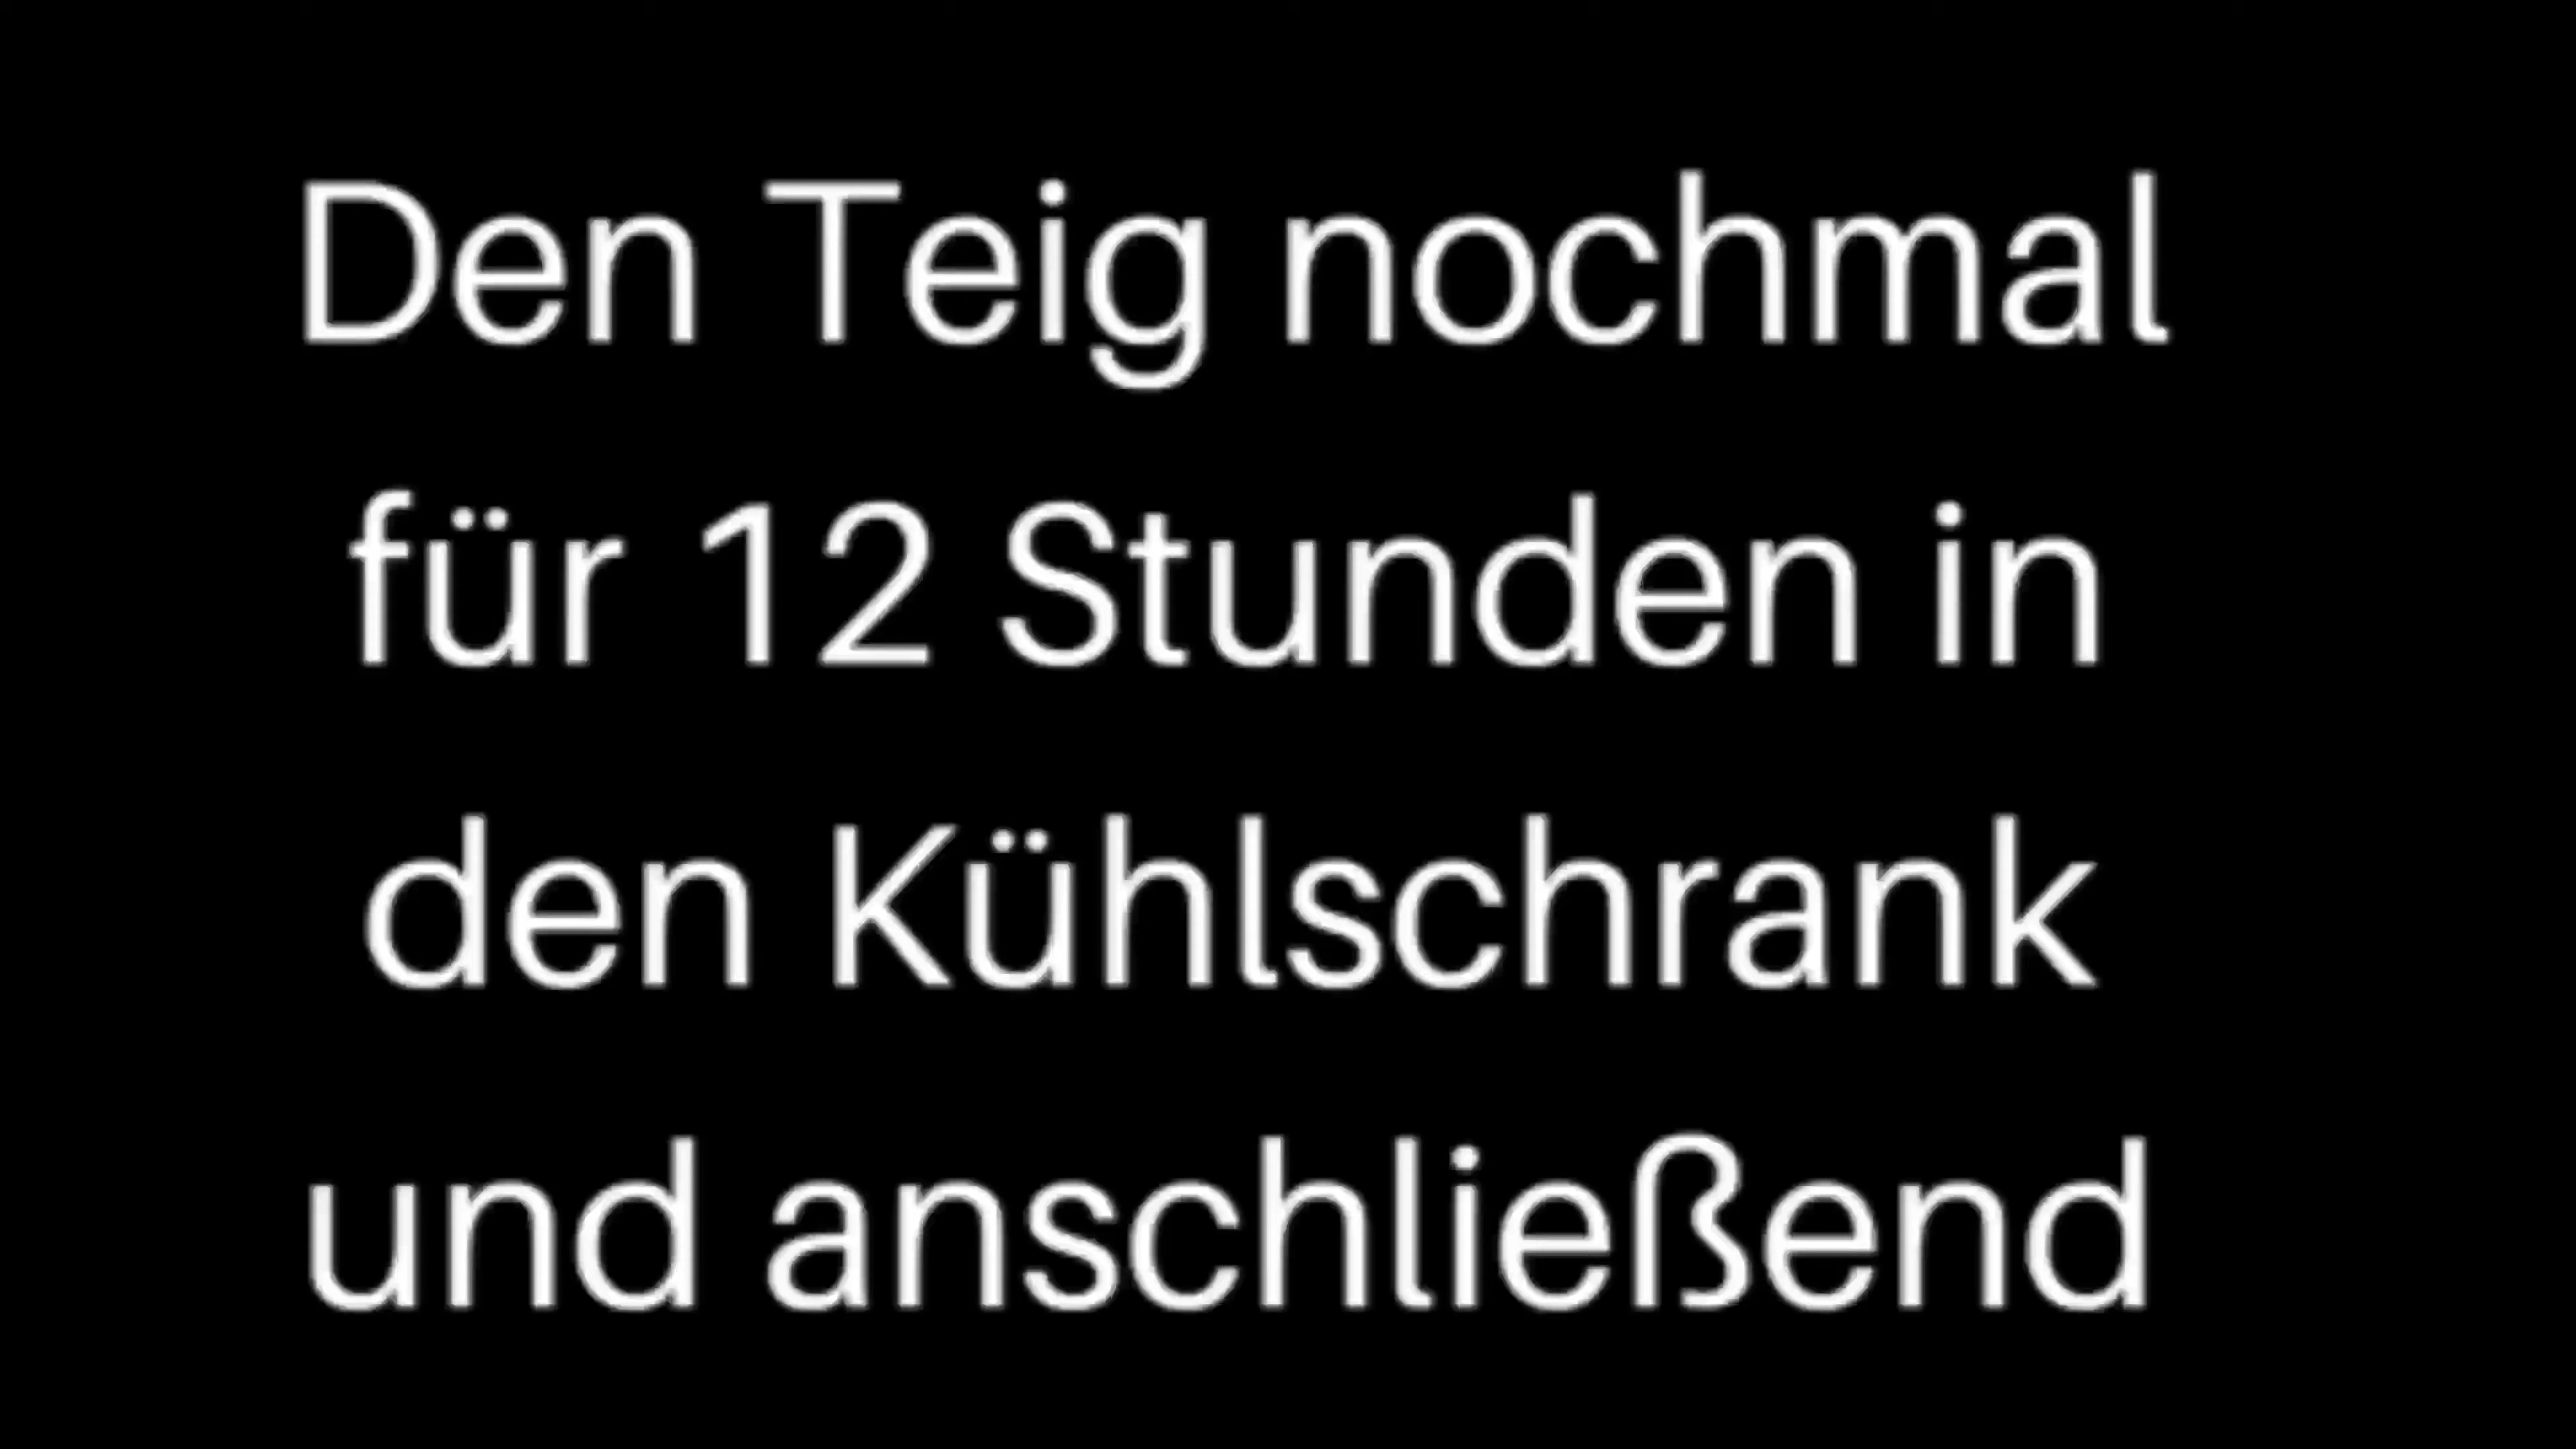 Den Teig nochmal
für 12 Stunden in
den Kühlschrank
und anschließend